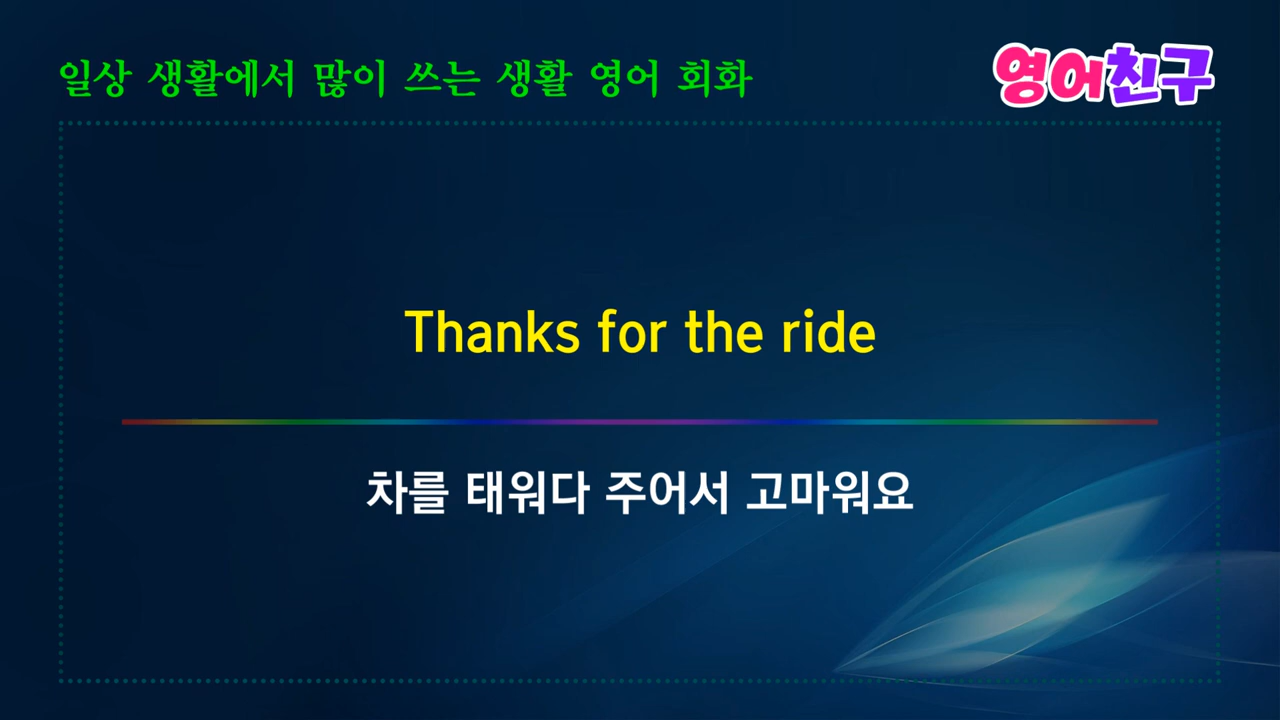 일상 생활에서 많이 쓰는 생활 영어 회화
영어친구
Thanks for the ride
차를 태워다 주어서 고마워요